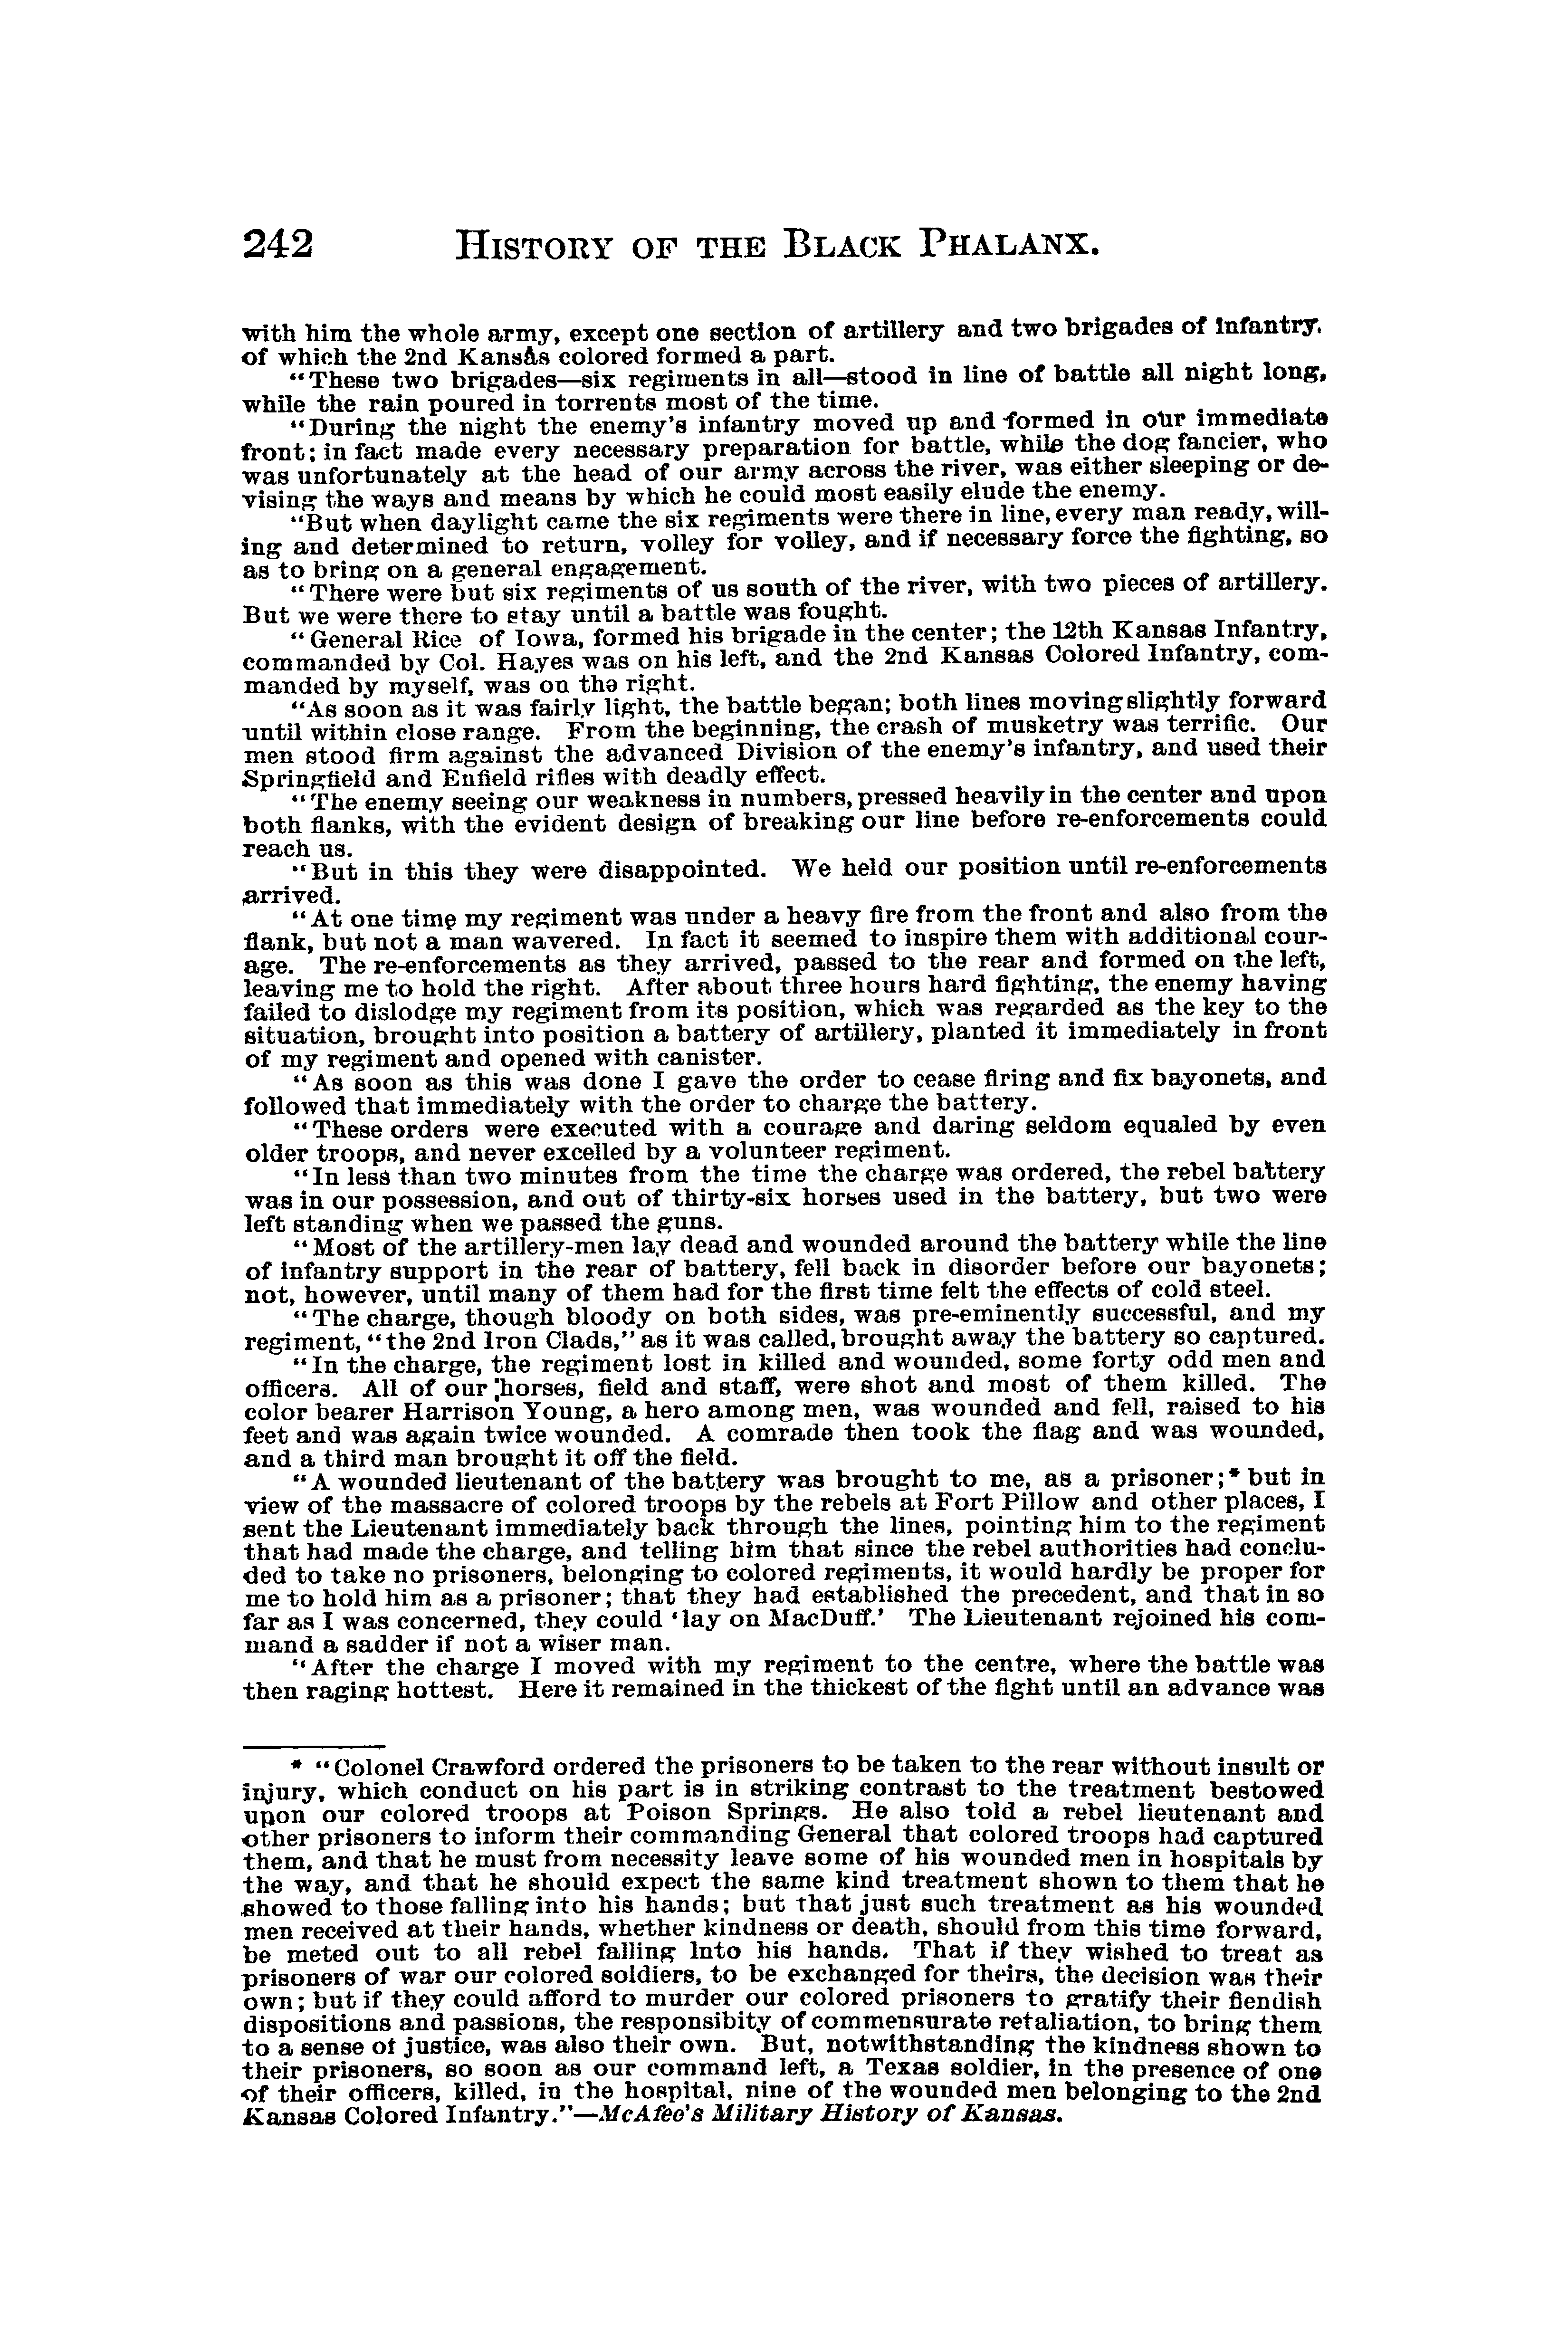 242 HISTORY OF THE BLACK PHALANX.
with him the whole army, except one section of artillery and two brigades of infantry.
of which the 2nd Kansas colored formed a part.
"These two brigades—six regiments in all—stood in line of battle all night long,
while the rain poured in torrents most of the time.
"During the night the enemy's infantry moved up and formed in our immediate
front; in fact made every necessary preparation for battle, while the dog fancier, who
was unfortunately at the head of our army across the river, was either sleeping or de-
vising the ways and means by which he could most easily elude the enemy.
"But when daylight came the six regiments were there in line, every man ready, will-
ing and determined to return, volley for volley, and if necessary force the fighting, so
as to bring on a general engagement.
"There were but six regiments of us south of the river, with two pieces of artillery.
But we were there to stay until a battle was fought.
"General Rice of Iowa, formed his brigade in the center; the 12th Kansas Infantry,
commanded by Col. Hayes was on his left, and the 2nd Kansas Colored Infantry, com-
manded by myself, was on the right.
"As soon as it was fairly light, the battle began; both lines moving slightly forward
until within close range. From the beginning, the crash of musketry was terrific. Our
men stood firm against the advanced Division of the enemy's infantry, and used their
Springfield and Enfield rifles with deadly effect.
"The enemy seeing our weakness in numbers, pressed heavily in the center and upon
both flanks, with the evident design of breaking our line before re-enforcements could
reach us.
"But in this they were disappointed. We held our position until re-enforcements
arrived.
"At one time my regiment was under a heavy fire from the front and also from the
flank, but not a man wavered. In fact it seemed to inspire them with additional cour-
age. The re-enforcements as they arrived, passed to the rear and formed on the left,
leaving me to hold the right. After about three hours hard fighting, the enemy having
failed to dislodge my regiment from its position, which was regarded as the key to the
situation, brought into position a battery of artillery, planted it immediately in front
of my regiment and opened with canister.
"As soon as this was done I gave the order to cease firing and fix bayonets, and
followed that immediately with the order to charge the battery.
"These orders were executed with a courage and daring seldom equaled by even
older troops, and never excelled by a volunteer regiment.
"In less than two minutes from the time the charge was ordered, the rebel battery
was in our possession, and out of thirty-six horses used in the battery, but two were
left standing when we passed the guns.
"Most of the artillery-men lay dead and wounded around the battery while the line
of infantry support in the rear of battery, fell back in disorder before our bayonets;
not, however, until many of them had for the first time felt the effects of cold steel.
"The charge, though bloody on both sides, was pre-eminently successful, and my
regiment, "the 2nd Iron Clads," as it was called, brought away the battery so captured.
"In the charge, the regiment lost in killed and wounded, some forty odd men and
officers. All of our horses, field and staff, were shot and most of them killed. The
color bearer Harrison Young, a hero among men, was wounded and fell, raised to his
feet and was again twice wounded. A comrade then took the flag and was wounded,
and a third man brought it off the field.
"A wounded lieutenant of the battery was brought to me, as a prisoner;* but in
view of the massacre of colored troops by the rebels at Fort Pillow and other places, I
sent the Lieutenant immediately back through the lines, pointing him to the regiment
that had made the charge, and telling him that since the rebel authorities had conclu-
ded to take no prisoners, belonging to colored regiments, it would hardly be proper for
me to hold him as a prisoner; that they had established the precedent, and that in so
far as I was concerned, they could 'lay on MacDuff.' The Lieutenant rejoined his com-
mand a sadder if not a wiser man.
"After the charge I moved with my regiment to the centre, where the battle was
then raging hottest. Here it remained in the thickest of the fight until an advance was
* "Colonel Crawford ordered the prisoners to be taken to the rear without insult or
injury, which conduct on his part is in striking contrast to the treatment bestowed
upon our colored troops at Poison Springs. He also told a rebel lieutenant and
other prisoners to inform their commanding General that colored troops had captured
them, and that he must from necessity leave some of his wounded men in hospitals by
the way, and that he should expect the same kind treatment shown to them that he
showed to those falling into his hands; but that just such treatment as his wounded
men received at their hands, whether kindness or death, should from this time forward,
be meted out to all rebel falling into his hands. That if they wished to treat as
prisoners of war our colored soldiers, to be exchanged for theirs, the decision was their
own; but if they could afford to murder our colored prisoners to gratify their fiendish
dispositions and passions, the responsibity of commensurate retaliation, to bring them
to a sense of justice, was also their own. But, notwithstanding the kindness shown to
their prisoners, so soon as our command left, a Texas soldier, in the presence of one
of their officers, killed, in the hospital, nine of the wounded men belonging to the 2nd
Kansas Colored Infantry."—McAfee's Military History of Kansas.